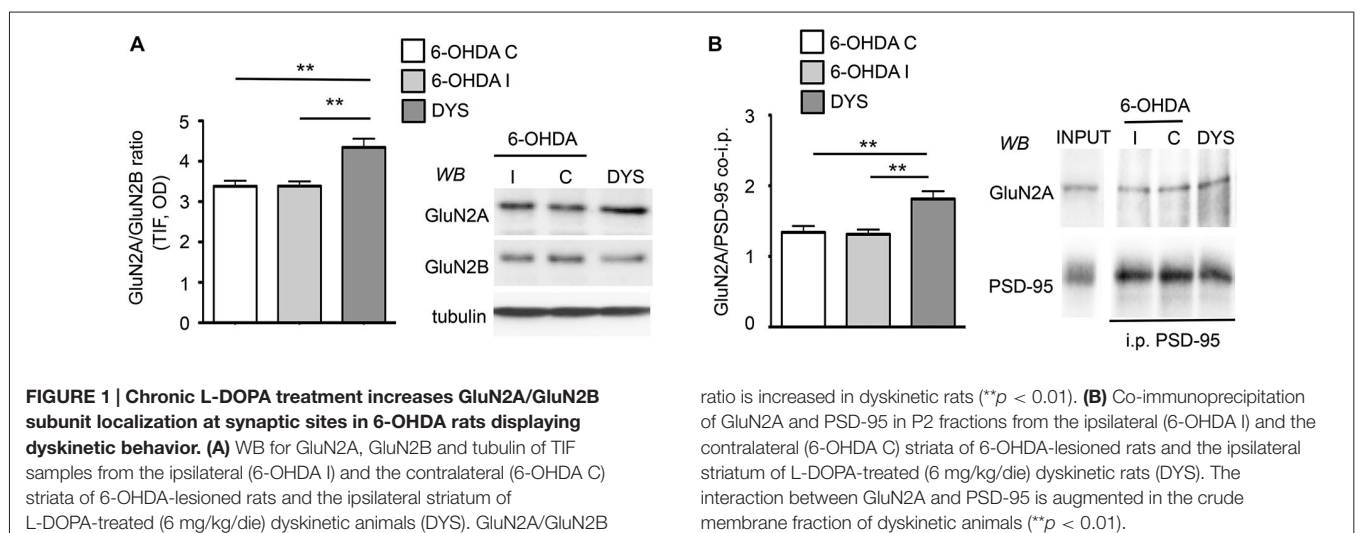 A
6-OHDA C
6-OHDA I
DYS
**
**
GluN2A/GluN2B ratio
(TIF, OD)
5
4
3
2
1
0
6-OHDA
WB
I
C
DYS
GluN2A
GluN2B
tubulin
B
6-OHDA C
6-OHDA I
DYS
**
**
GluN2A/PSD-95 co-i.p.
3
2
1
0
6-OHDA
WB
INPUT
I
C
DYS
GluN2A
PSD-95
i.p. PSD-95
FIGURE 1 | Chronic L-DOPA treatment increases GluN2A/GluN2B
subunit localization at synaptic sites in 6-OHDA rats displaying
dyskinetic behavior. (A) WB for GluN2A, GluN2B and tubulin of TIF
samples from the ipsilateral (6-OHDA I) and the contralateral (6-OHDA C)
striata of 6-OHDA-lesioned rats and the ipsilateral striatum of
L-DOPA-treated (6 mg/kg/die) dyskinetic animals (DYS). GluN2A/GluN2B
ratio is increased in dyskinetic rats (**p < 0.01). (B) Co-immunoprecipitation
of GluN2A and PSD-95 in P2 fractions from the ipsilateral (6-OHDA I) and the
contralateral (6-OHDA C) striata of 6-OHDA-lesioned rats and the ipsilateral
striatum of L-DOPA-treated (6 mg/kg/die) dyskinetic rats (DYS). The
interaction between GluN2A and PSD-95 is augmented in the crude
membrane fraction of dyskinetic animals (**p < 0.01).